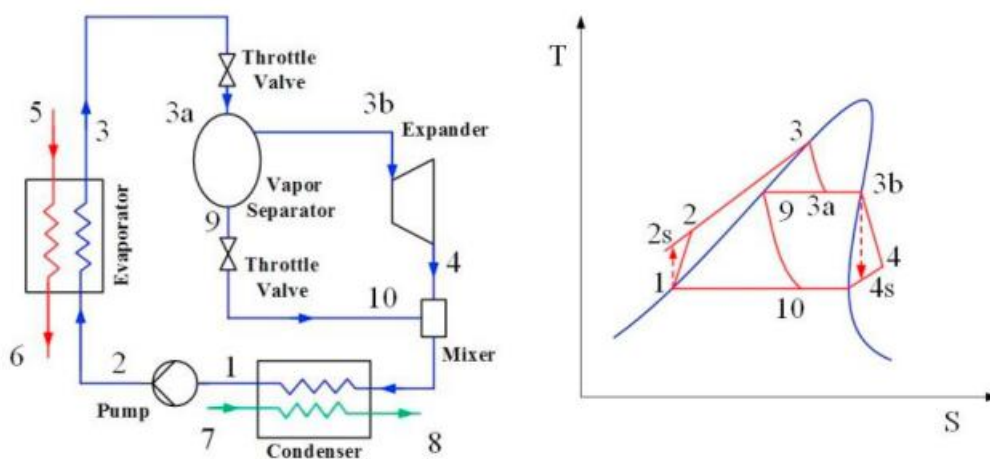 Throttle
Valve
3a
3b
5
3
Expander
Evaporator
Vapor
Separator
9
4
Throttle
Valve
10
6
2
1
Mixer
Pump
7
8
Condenser
T
3
3b
9
3a
2
2s
4
1
4s
10
S